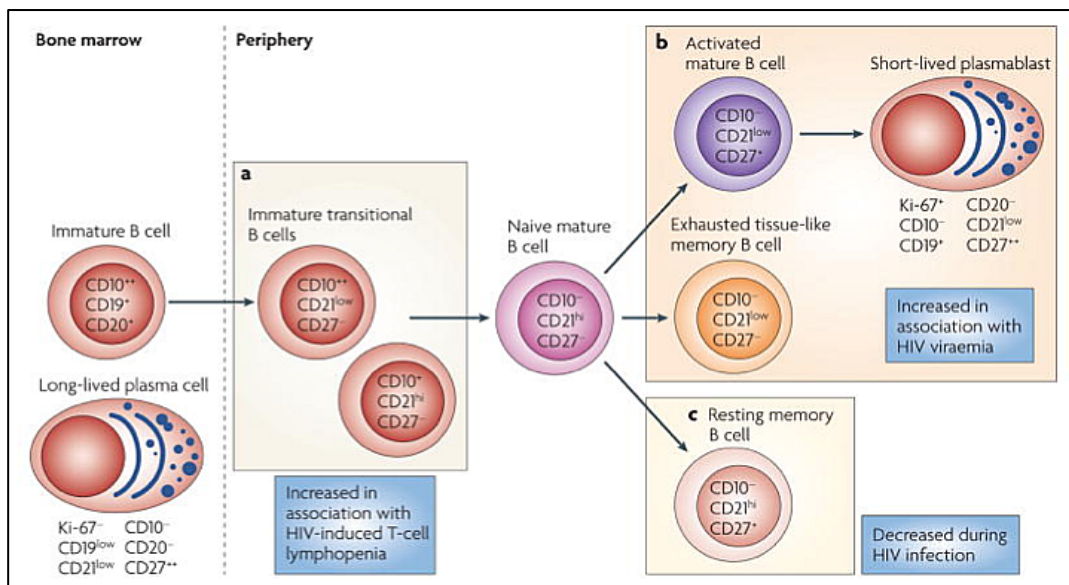 Bone marrow
Periphery
Immature B cell
CD10⁺⁺
CD19⁺
CD20⁺
Long-lived plasma cell
Ki-67⁻ CD10⁻
CD19ˡᵒʷ CD20⁻
CD21ˡᵒʷ CD27⁺⁺
a
Immature transitional
B cells
CD10⁺⁺
CD21ˡᵒʷ
CD27⁻
CD10⁺
CD21ʰⁱ
CD27⁻
Increased in
association with
HIV-induced T-cell
lymphopenia
Naive mature
B cell
CD10⁻
CD21ʰⁱ
CD27⁻
b
Activated
mature B cell
CD10⁻
CD21ˡᵒʷ
CD27⁺
Short-lived plasmablast
Ki-67⁺ CD20⁻
CD10⁻ CD21ˡᵒʷ
CD19⁺ CD27⁺⁺
Exhausted tissue-like
memory B cell
CD10⁻
CD21ˡᵒʷ
CD27⁻
Increased in
association with
HIV viraemia
c Resting memory
B cell
CD10⁻
CD21ʰⁱ
CD27⁺
Decreased during
HIV infection